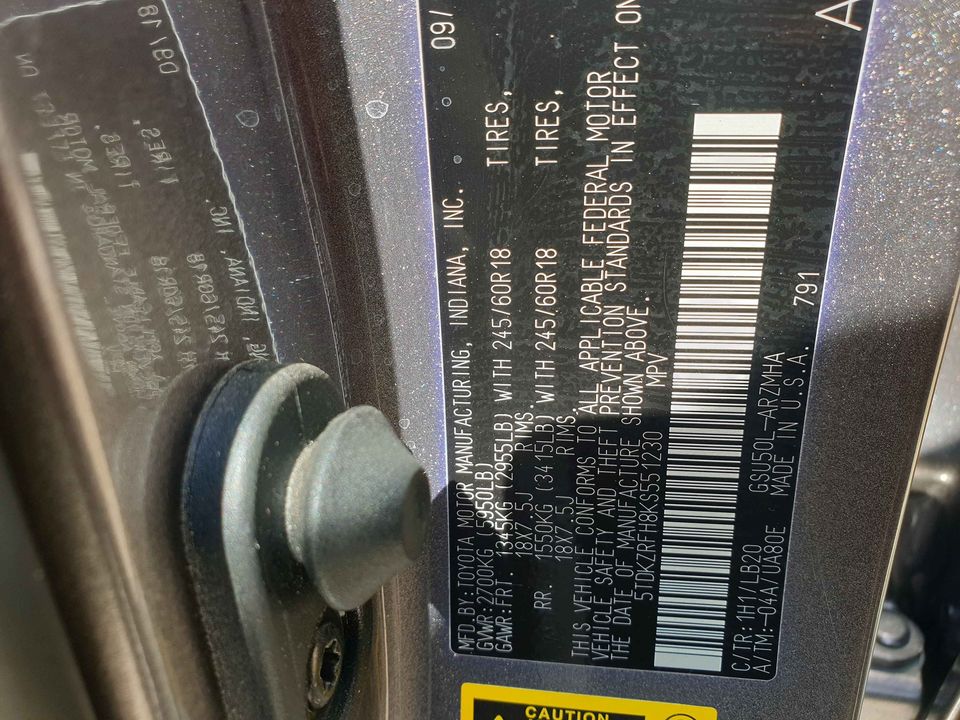 MFD.BY:TOYOTA MOTOR MANUFACTURING, INDIANA, INC. 09/
GVWR:2700KG (5950LB)
GAWR:FRT. 1345KG (2955LB) WITH 245/60R18 TIRES,
18X7.5J RIMS,
RR. 1550KG (3415LB) WITH 245/60R18 TIRES,
18X7.5J RIMS,
THIS VEHICLE CONFORMS TO ALL APPLICABLE FEDERAL MOTOR
VEHICLE SAFETY AND THEFT PREVENTION STANDARDS IN EFFECT ON
THE DATE OF MANUFACTURE SHOWN ABOVE.
5TDKZRFH8KS551230 MPV
C/TR:1H1/LB20 GSU50L-ARZMHA 791
A/TM:-04A/UA80E MADE IN U.S.A. A
CAUTION